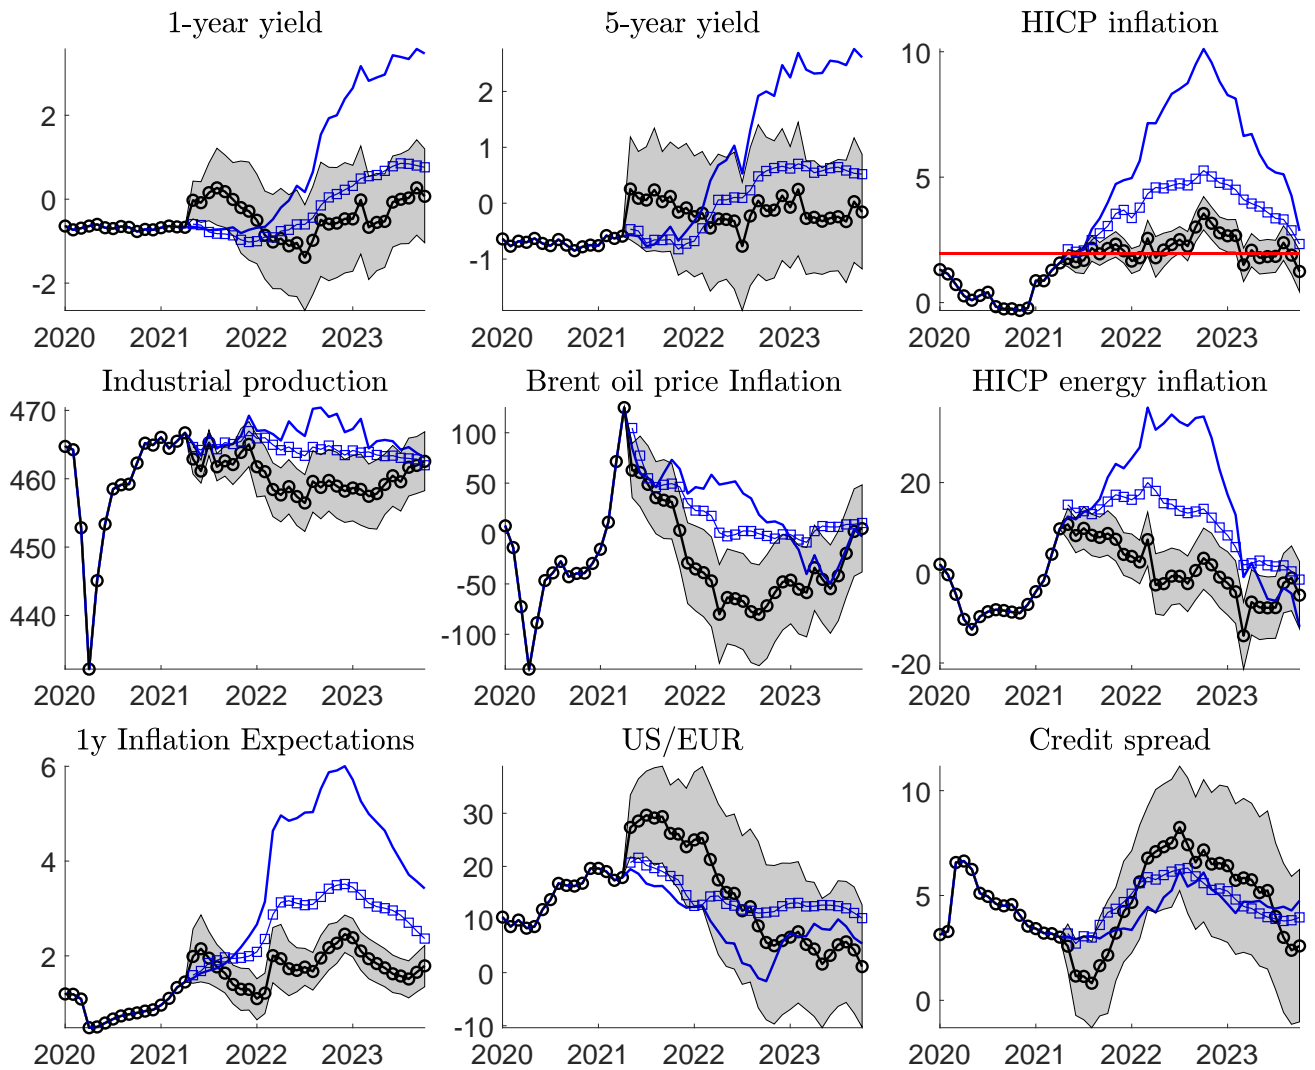 1-year yield
5-year yield
HICP inflation
2
0
-2
2020 2021 2022 2023
2
1
0
-1
2020 2021 2022 2023
10
5
0
2020 2021 2022 2023
Industrial production
Brent oil price Inflation
HICP energy inflation
470
460
450
440
2020 2021 2022 2023
100
50
0
-50
-100
2020 2021 2022 2023
20
0
-20
2020 2021 2022 2023
1y Inflation Expectations
US/EUR
Credit spread
6
4
2
2020 2021 2022 2023
30
20
10
0
-10
2020 2021 2022 2023
10
5
0
2020 2021 2022 2023